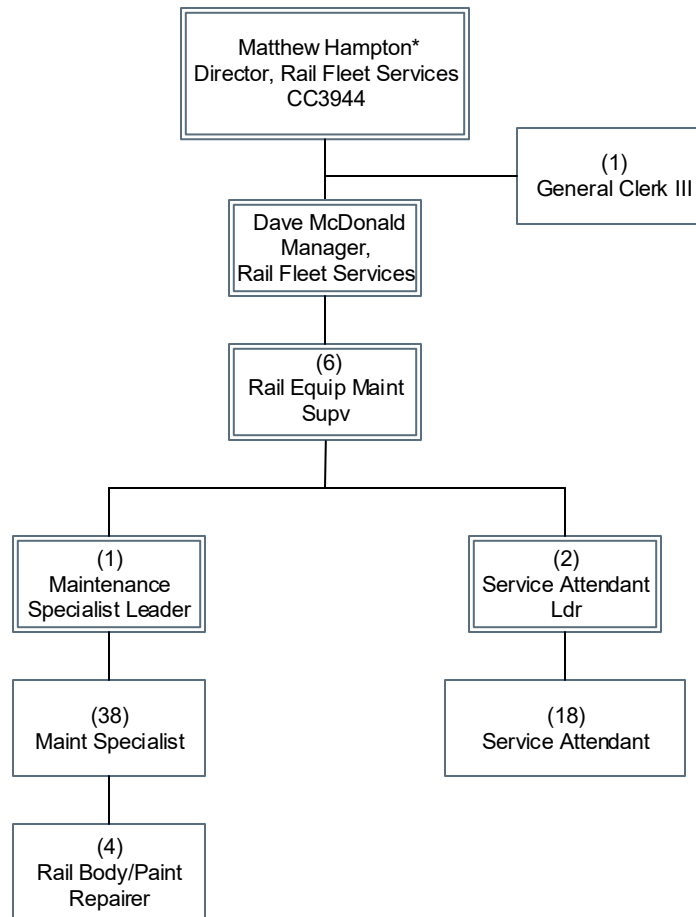 Matthew Hampton*
Director, Rail Fleet Services
CC3944
(1)
General Clerk III
Dave McDonald
Manager,
Rail Fleet Services
(6)
Rail Equip Maint
Supv
(1)
Maintenance
Specialist Leader
(2)
Service Attendant
Ldr
(38)
Maint Specialist
(18)
Service Attendant
(4)
Rail Body/Paint
Repairer